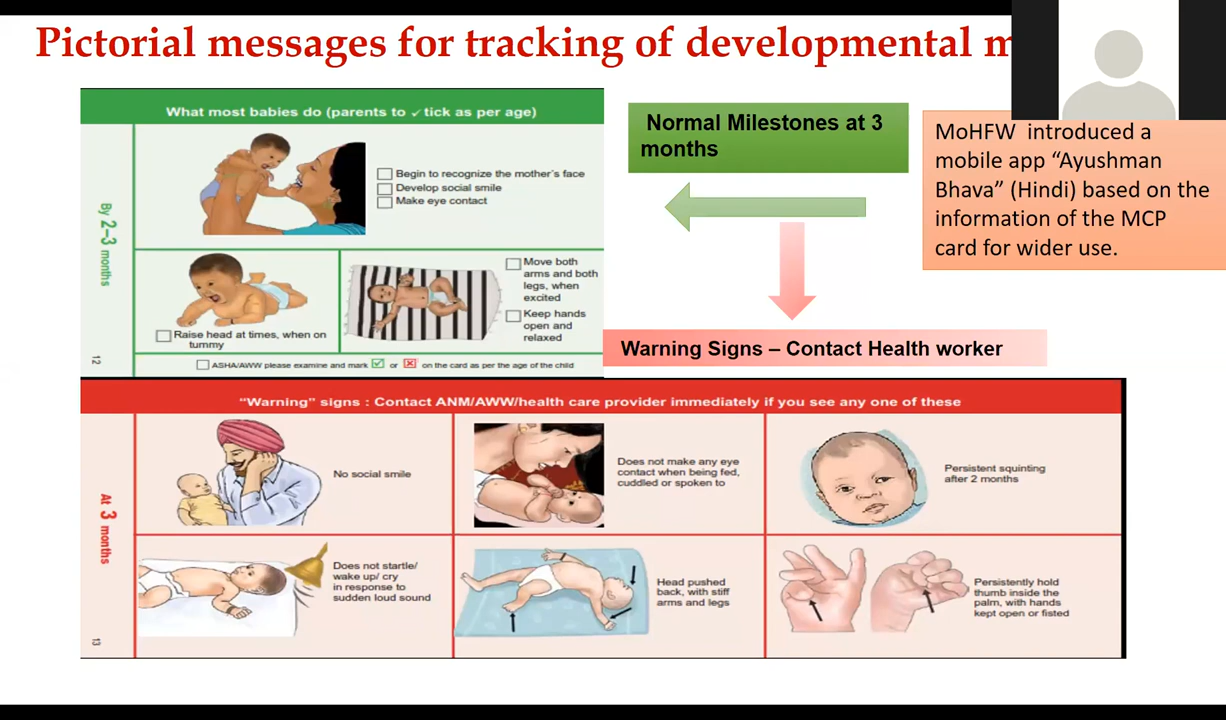 Pictorial messages for tracking of developmental
What most babies do (parents to ✓ tick as per age)
By 2–3 months
Begin to recognize the mother's face
Develop social smile
Make eye contact
Raise head at times, when on
tummy
Move both
arms and both
legs, when
excited
Keep hands
open and
relaxed
12
ASHA/AWW please examine and mark ☑ or ☒ on the card as per the age of the child
Normal Milestones at 3
months
MoHFW introduced a
mobile app “Ayushman
Bhava” (Hindi) based on the
information of the MCP
card for wider use.
Warning Signs – Contact Health worker
“Warning” signs : Contact ANM/AWW/health care provider immediately if you see any one of these
At 3 months
No social smile
Does not make any eye
contact when being fed,
cuddled or spoken to
Persistent squinting
after 2 months
Does not startle/
wake up/ cry
in response to
sudden loud sound
Head pushed
back, with stiff
arms and legs
Persistently hold
thumb inside the
palm, with hands
kept open or fisted
13